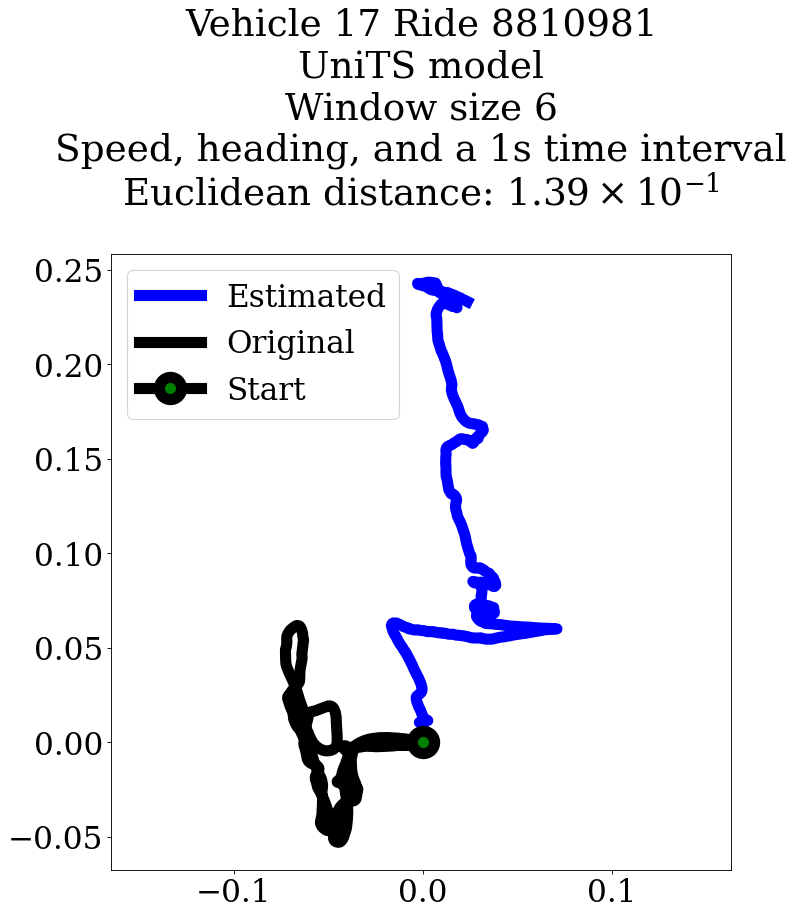 Vehicle 17 Ride 8810981
UniTS model
Window size 6
Speed, heading, and a 1s time interval
Euclidean distance: 1.39 × 10⁻¹
0.25
Estimated
Original
0.20
Start
0.15
0.10
0.05
0.00
−0.05
−0.1 0.0 0.1